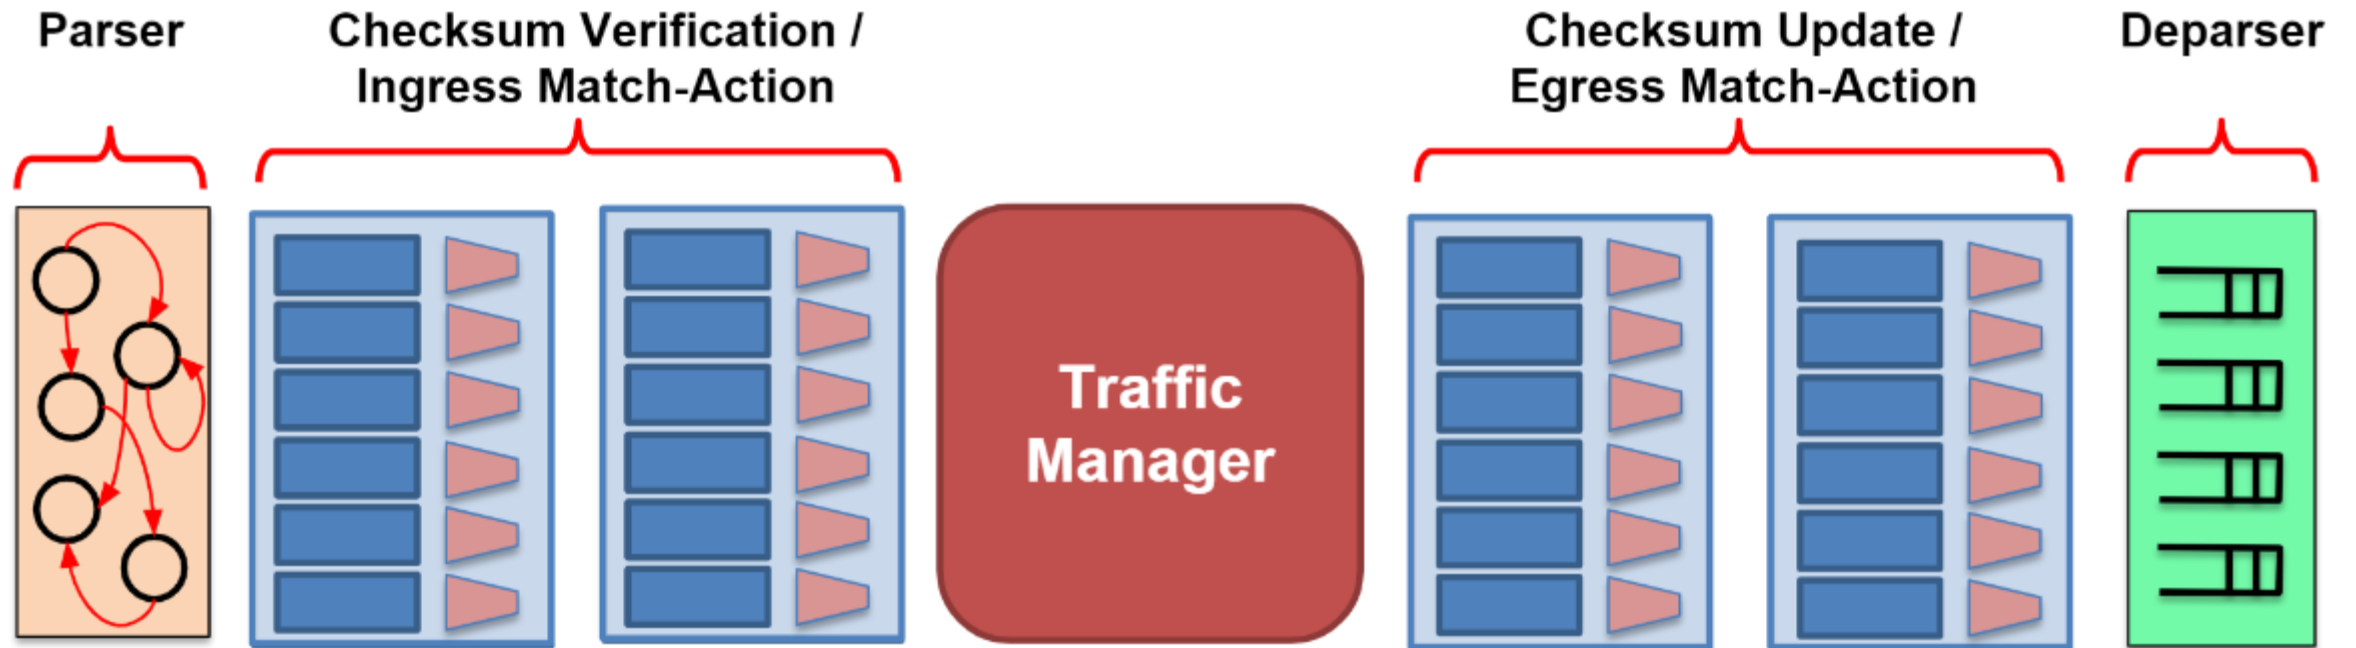 Parser
Checksum Verification /
Ingress Match-Action
Checksum Update /
Egress Match-Action
Deparser
Traffic
Manager